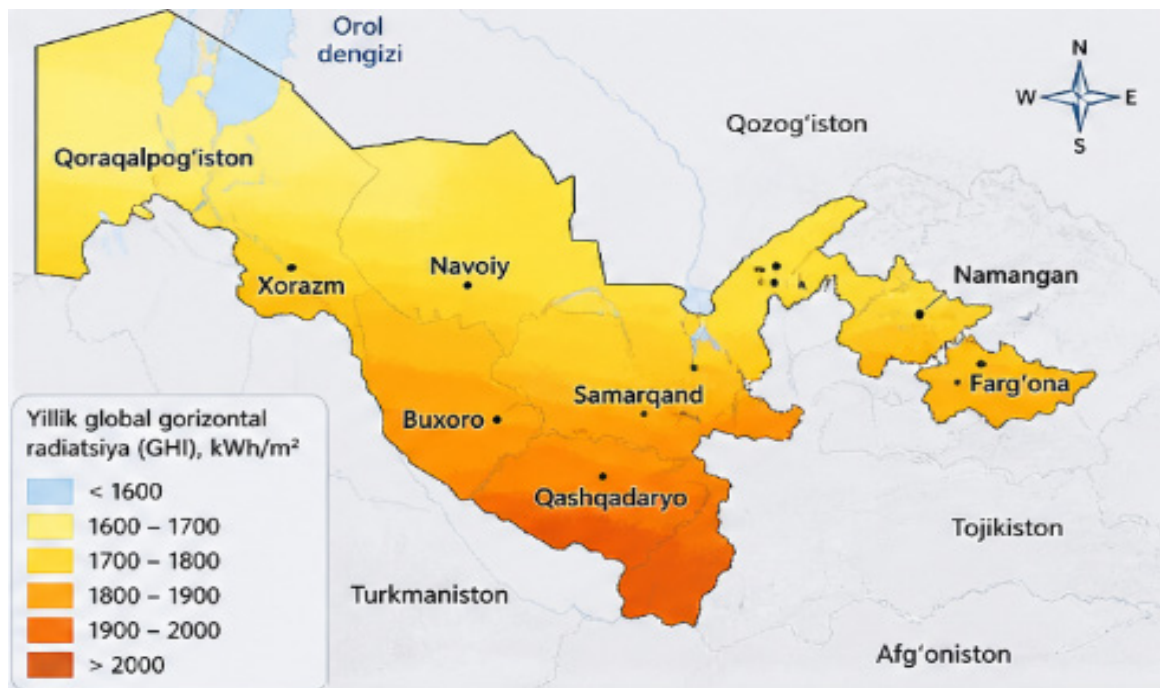 Orol
dengizi
N
W
E
S
Qozog‘iston
Qoraqalpog‘iston
Navoiy
Namangan
Xorazm
Farg‘ona
Samarqand
Buxoro
Qashqadaryo
Yillik global gorizontal
radiatsiya (GHI), kWh/m²
< 1600
1600 – 1700
1700 – 1800
1800 – 1900
1900 – 2000
> 2000
Tojikiston
Turkmaniston
Afg‘oniston